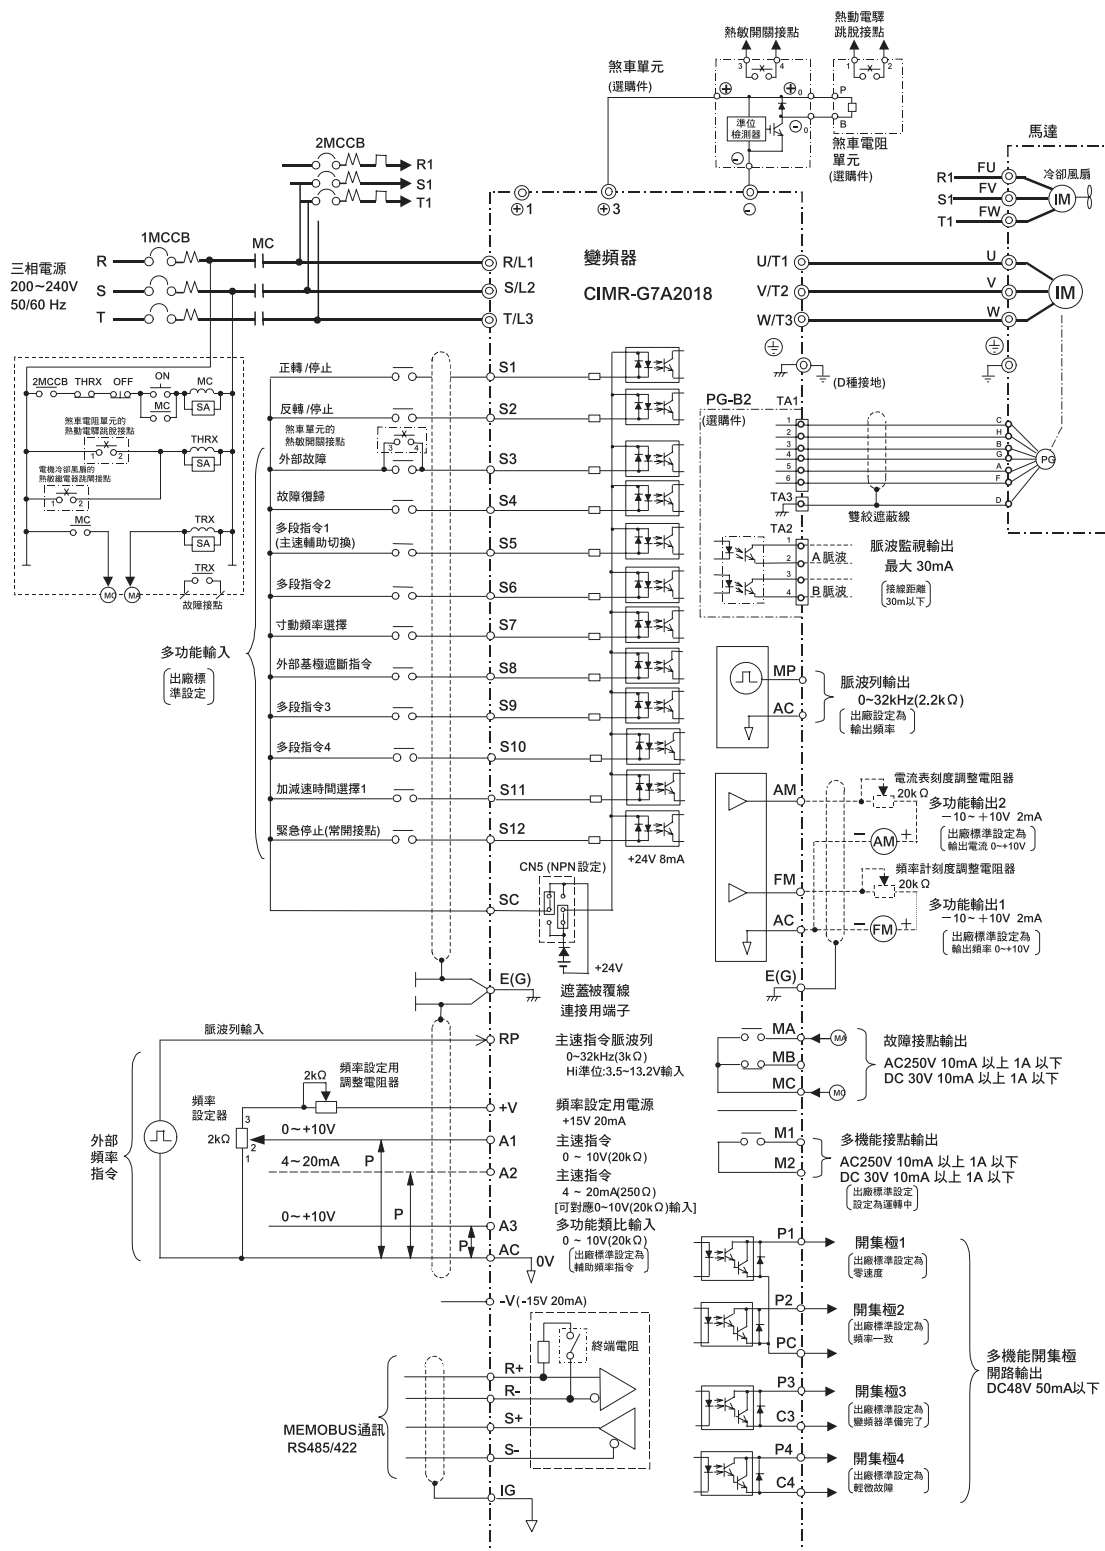 熱敏開關接點
熱動電驛
跳脫接點
3 4
1 2
煞車單元
(選購件)
P
B
準位
檢測器
煞車電阻
單元
(選購件)
馬達
2MCCB
R1
S1
T1
⊕1
⊕3
⊖
R1 FU
S1 FV
T1 FW
冷卻風扇
IM
1MCCB
MC
三相電源
200~240V
50/60 Hz
R
S
T
R/L1
S/L2
T/L3
變頻器
CIMR-G7A2018
U/T1
V/T2
W/T3
U
V
W
IM
(D種接地)
2MCCB THRX OFF ON MC
MC
SA
煞車電阻單元的
熱動電驛跳脫接點
1 2
THRX
SA
電機冷卻風扇的
熱敏繼電器跳開接點
1 2
MC
TRX
SA
TRX
MC MA
故障接點
正轉/停止 S1
反轉/停止 S2
煞車單元的
熱敏開關接點
3 4
外部故障 S3
故障復歸 S4
多段指令1
(主速輔助切換) S5
多段指令2 S6
寸動頻率選擇 S7
外部基極遮斷指令 S8
多段指令3 S9
多段指令4 S10
加減速時間選擇1 S11
緊急停止(常開接點) S12
多功能輸入
出廠標
準設定
+24V 8mA
CN5 (NPN設定)
SC
+24V
E(G)
遮蓋被覆線
連接用端子
PG-B2
(選購件)
TA1
1
2
3
4
5
6
C
H
B
G
A
F
D
PG
TA3
雙絞遮蔽線
TA2
1
2
3
4
A脈波
B脈波
脈波監視輸出
最大 30mA
接線距離
30m以下
MP
AC
脈波列輸出
0~32kHz(2.2kΩ)
出廠設定為
輸出頻率
AM
電流表刻度調整電阻器
20kΩ
多功能輸出2
−10~+10V 2mA
出廠標準設定為
輸出電流 0~+10V
− AM +
FM
頻率計刻度調整電阻器
20kΩ
多功能輸出1
−10~+10V 2mA
出廠標準設定為
輸出頻率 0~+10V
AC
− FM +
E(G)
MA
MB
MC
MA
MC
故障接點輸出
AC250V 10mA 以上 1A 以下
DC 30V 10mA 以上 1A 以下
M1
M2
多機能接點輸出
AC250V 10mA 以上 1A 以下
DC 30V 10mA 以上 1A 以下
出廠標準設定
設定為運轉中
脈波列輸入
RP
主速指令脈波列
0~32kHz(3kΩ)
Hi準位:3.5~13.2V輸入
2kΩ
頻率設定用
調整電阻器
頻率
設定器
2kΩ
3
2
1
外部
頻率
指令
+V
頻率設定用電源
+15V 20mA
0~+10V
A1
主速指令
0 ~ 10V(20kΩ)
4~20mA
P
A2
主速指令
4 ~ 20mA(250Ω)
[可對應0~10V(20kΩ)輸入]
P
0~+10V
A3
多功能類比輸入
0 ~ 10V(20kΩ)
出廠標準設定為
輔助頻率指令
P
AC
0V
-V(-15V 20mA)
終端電阻
R+
R-
S+
S-
MEMOBUS通訊
RS485/422
IG
P1
開集極1
出廠標準設定為
零速度
P2
開集極2
出廠標準設定為
頻率一致
PC
P3
開集極3
出廠標準設定為
變頻器準備完了
C3
P4
開集極4
出廠標準設定為
輕微故障
C4
多機能開集極
開路輸出
DC48V 50mA以下